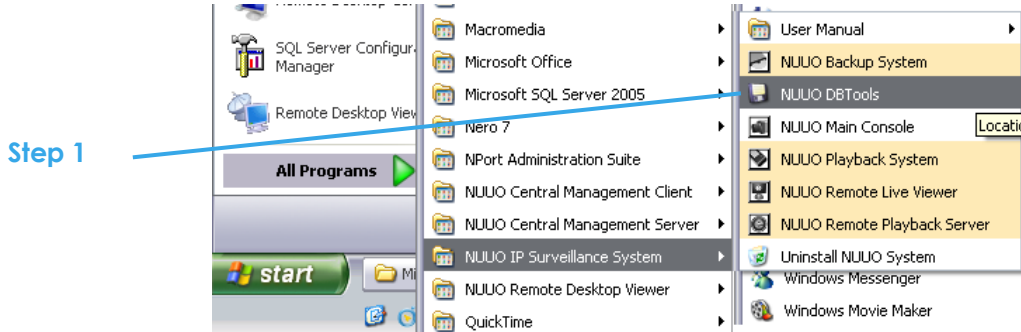 Step 1
SQL Server Configur
Manager
Remote Desktop View
All Programs
start
Mi
Macromedia
Microsoft Office
Microsoft SQL Server 2005
Nero 7
NPort Administration Suite
NUUO Central Management Client
NUUO Central Management Server
NUUO IP Surveillance System
NUUO Remote Desktop Viewer
QuickTime
User Manual
NUUO Backup System
NUUO DBTools
NUUO Main Console
Locatio
NUUO Playback System
NUUO Remote Live Viewer
NUUO Remote Playback Server
Uninstall NUUO System
Windows Messenger
Windows Movie Maker